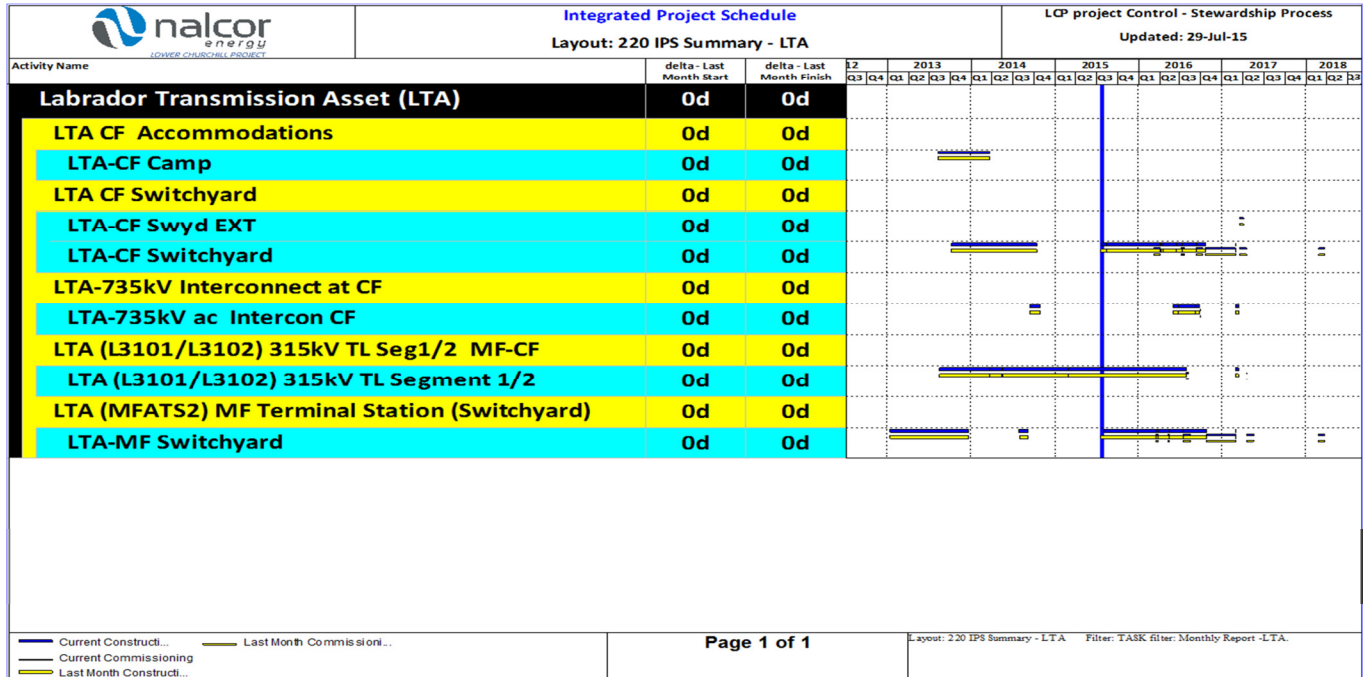 nalcor
energy
LOWER CHURCHILL PROJECT
Integrated Project Schedule
Layout: 220 IPS Summary - LTA
LCP project Control - Stewardship Process
Updated: 29-Jul-15
Activity Name delta - Last Month Start delta - Last Month Finish 12 2013 2014 2015 2016 2017 2018
Q3 Q4 Q1 Q2 Q3 Q4 Q1 Q2 Q3 Q4 Q1 Q2 Q3 Q4 Q1 Q2 Q3 Q4 Q1 Q2 Q3 Q4 Q1 Q2 Q3
Labrador Transmission Asset (LTA) 0d 0d
LTA CF Accommodations 0d 0d
LTA-CF Camp 0d 0d
LTA CF Switchyard 0d 0d
LTA-CF Swyd EXT 0d 0d
LTA-CF Switchyard 0d 0d
LTA-735kV Interconnect at CF 0d 0d
LTA-735kV ac Intercon CF 0d 0d
LTA (L3101/L3102) 315kV TL Seg1/2 MF-CF 0d 0d
LTA (L3101/L3102) 315kV TL Segment 1/2 0d 0d
LTA (MFATS2) MF Terminal Station (Switchyard) 0d 0d
LTA-MF Switchyard 0d 0d
Current Constructi... Last Month Commissioni...
Current Commissioning
Last Month Constructi...
Page 1 of 1
Layout: 220 IPS Summary - LTA Filter: TASK filter: Monthly Report -LTA.